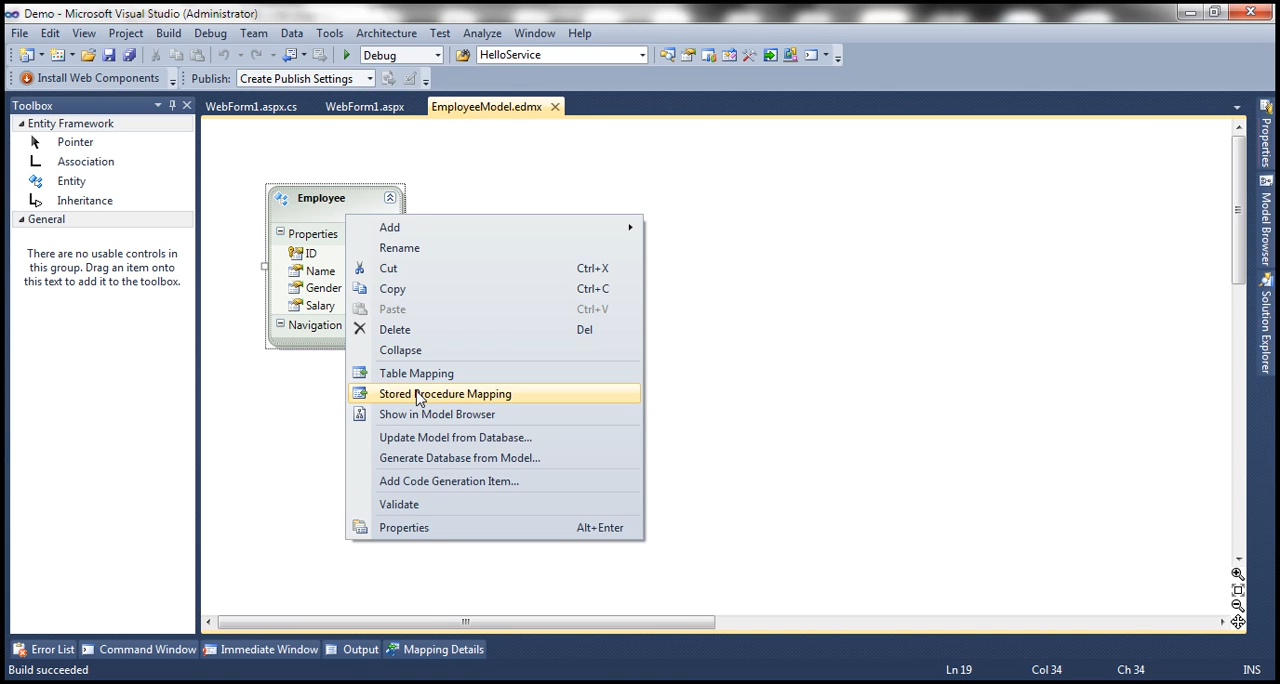 Demo - Microsoft Visual Studio (Administrator)
File Edit View Project Build Debug Team Data Tools Architecture Test Analyze Window Help
Debug HelloService
Install Web Components Publish: Create Publish Settings
Toolbox
WebForm1.aspx.cs WebForm1.aspx EmployeeModel.edmx
Entity Framework
Pointer
Association
Entity
Inheritance
General
There are no usable controls in
this group. Drag an item onto
this text to add it to the toolbox.
Employee
Properties
ID
Name
Gender
Salary
Navigation
Add
Rename
Cut Ctrl+X
Copy Ctrl+C
Paste Ctrl+V
Delete Del
Collapse
Table Mapping
Stored Procedure Mapping
Show in Model Browser
Update Model from Database...
Generate Database from Model...
Add Code Generation Item...
Validate
Properties Alt+Enter
Properties
Model Browser
Solution Explorer
Error List Command Window Immediate Window Output Mapping Details
Build succeeded Ln 19 Col 34 Ch 34 INS